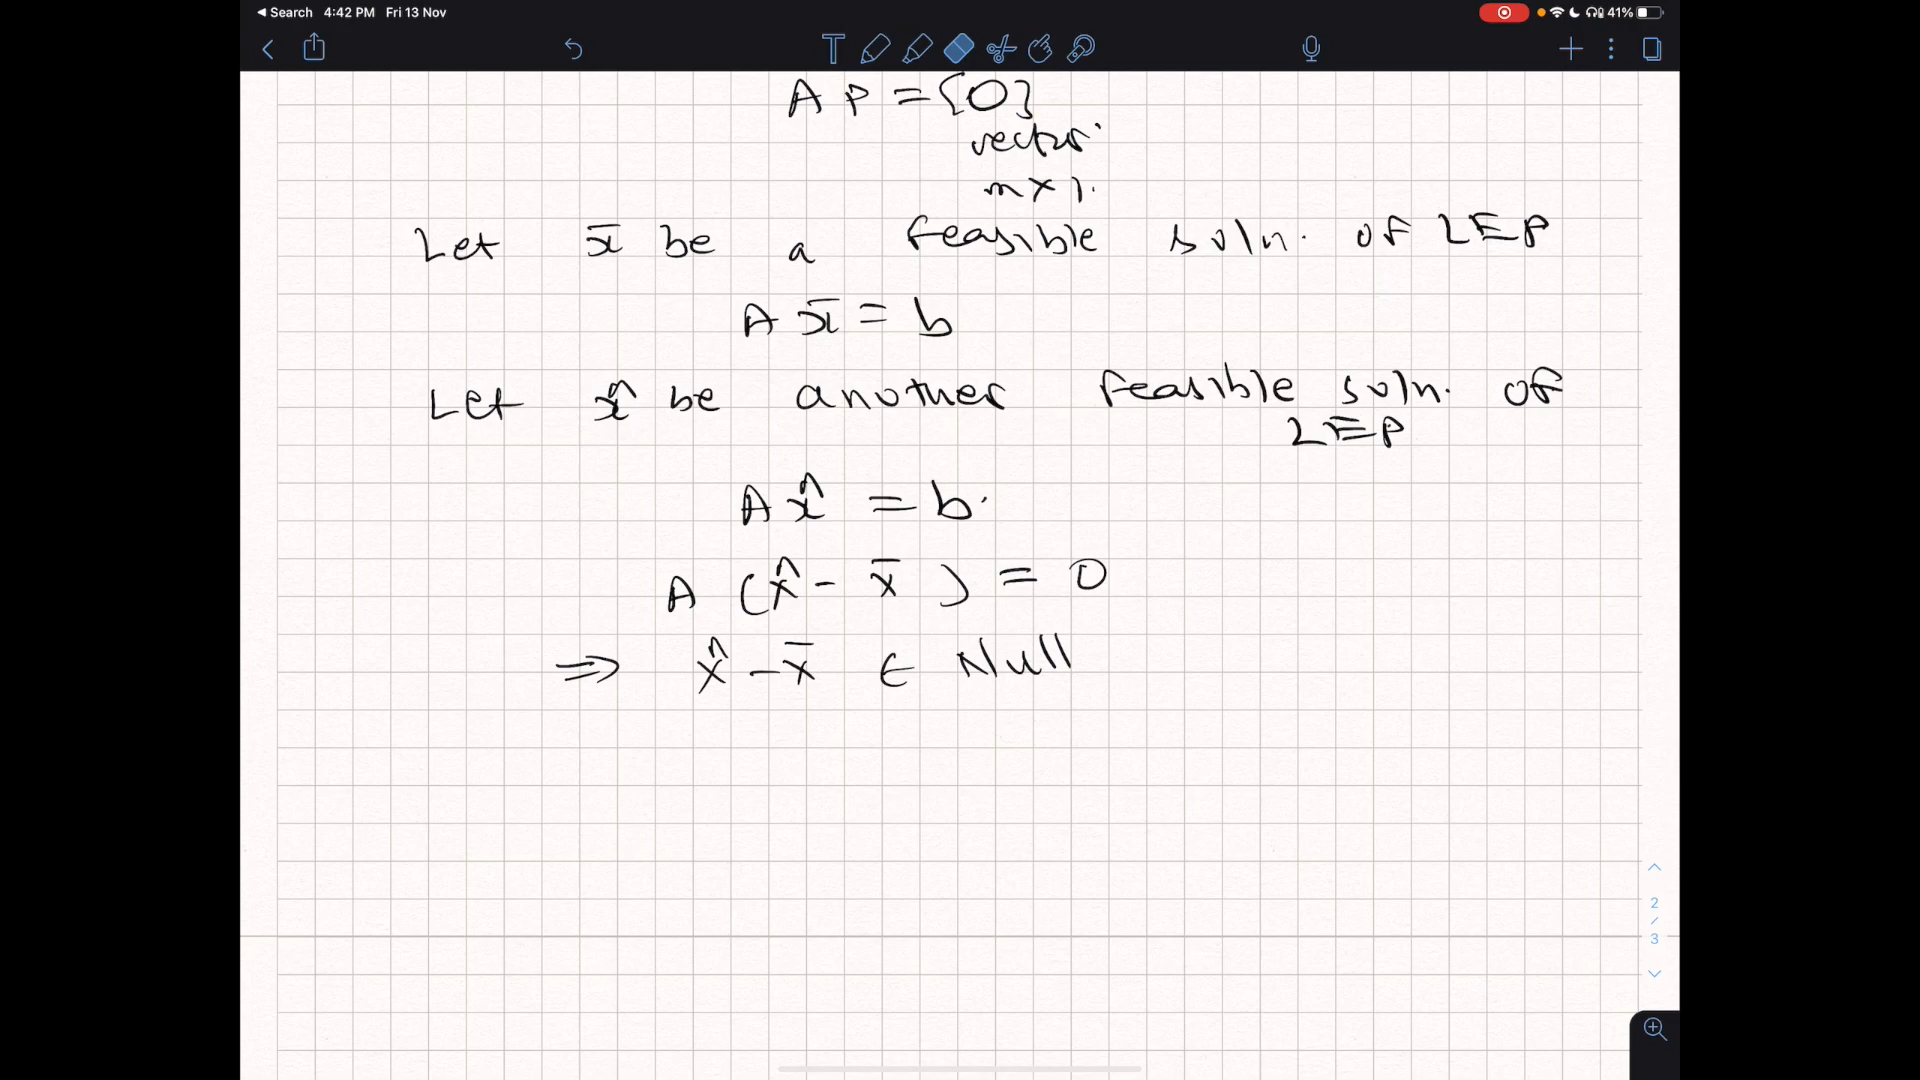 ◀ Search 4:42 PM Fri 13 Nov 41%
A P = {0}
vector
m x 1.
Let x̄ be a feasible soln. of LEP
A x̄ = b
Let x̂ be another feasible soln. of
LEP
A x̂ = b.
A (x̂ - x̄) = 0
⇒ x̂ - x̄ ∈ Null
2
/
3